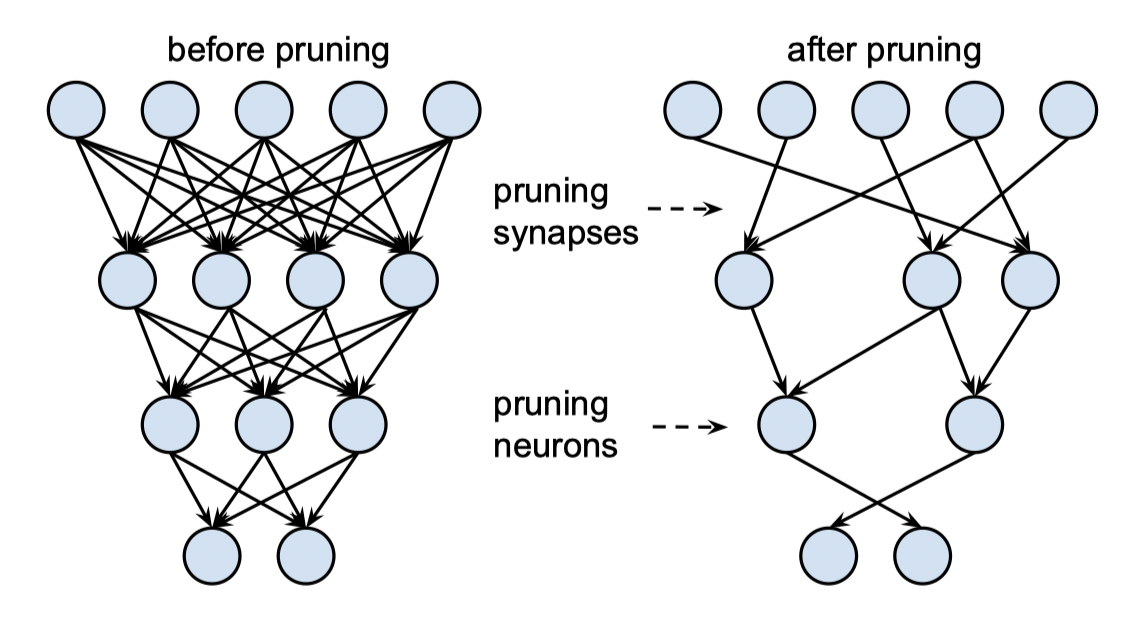 before pruning
after pruning
pruning
synapses
pruning
neurons